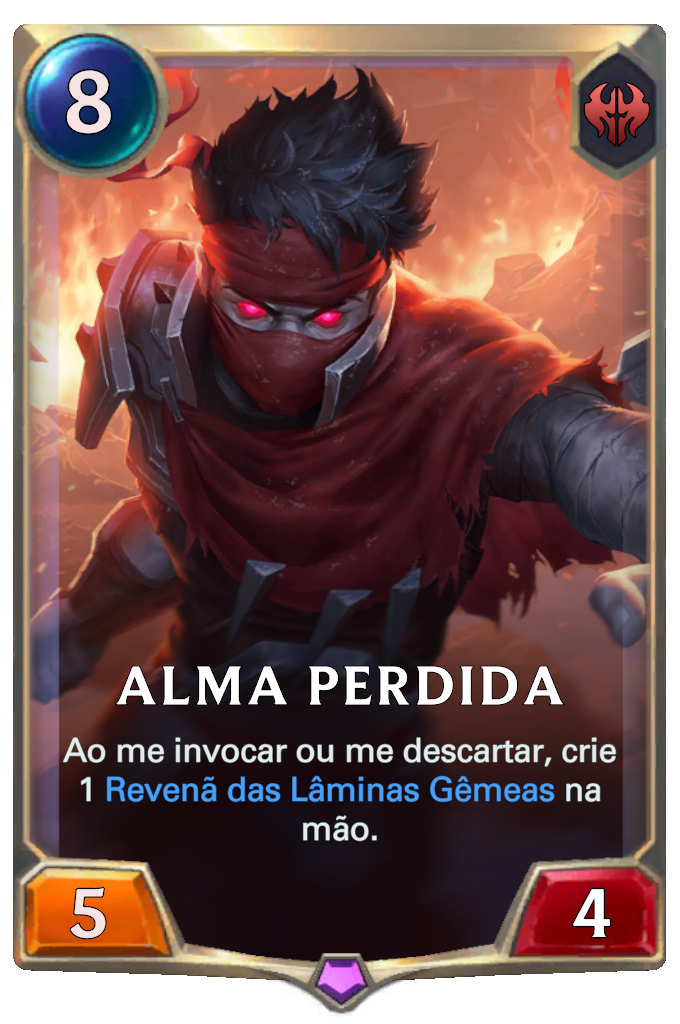 8
ALMA PERDIDA
Ao me invocar ou me descartar, crie
1 Revenã das Lâminas Gêmeas na
mão.
5
4